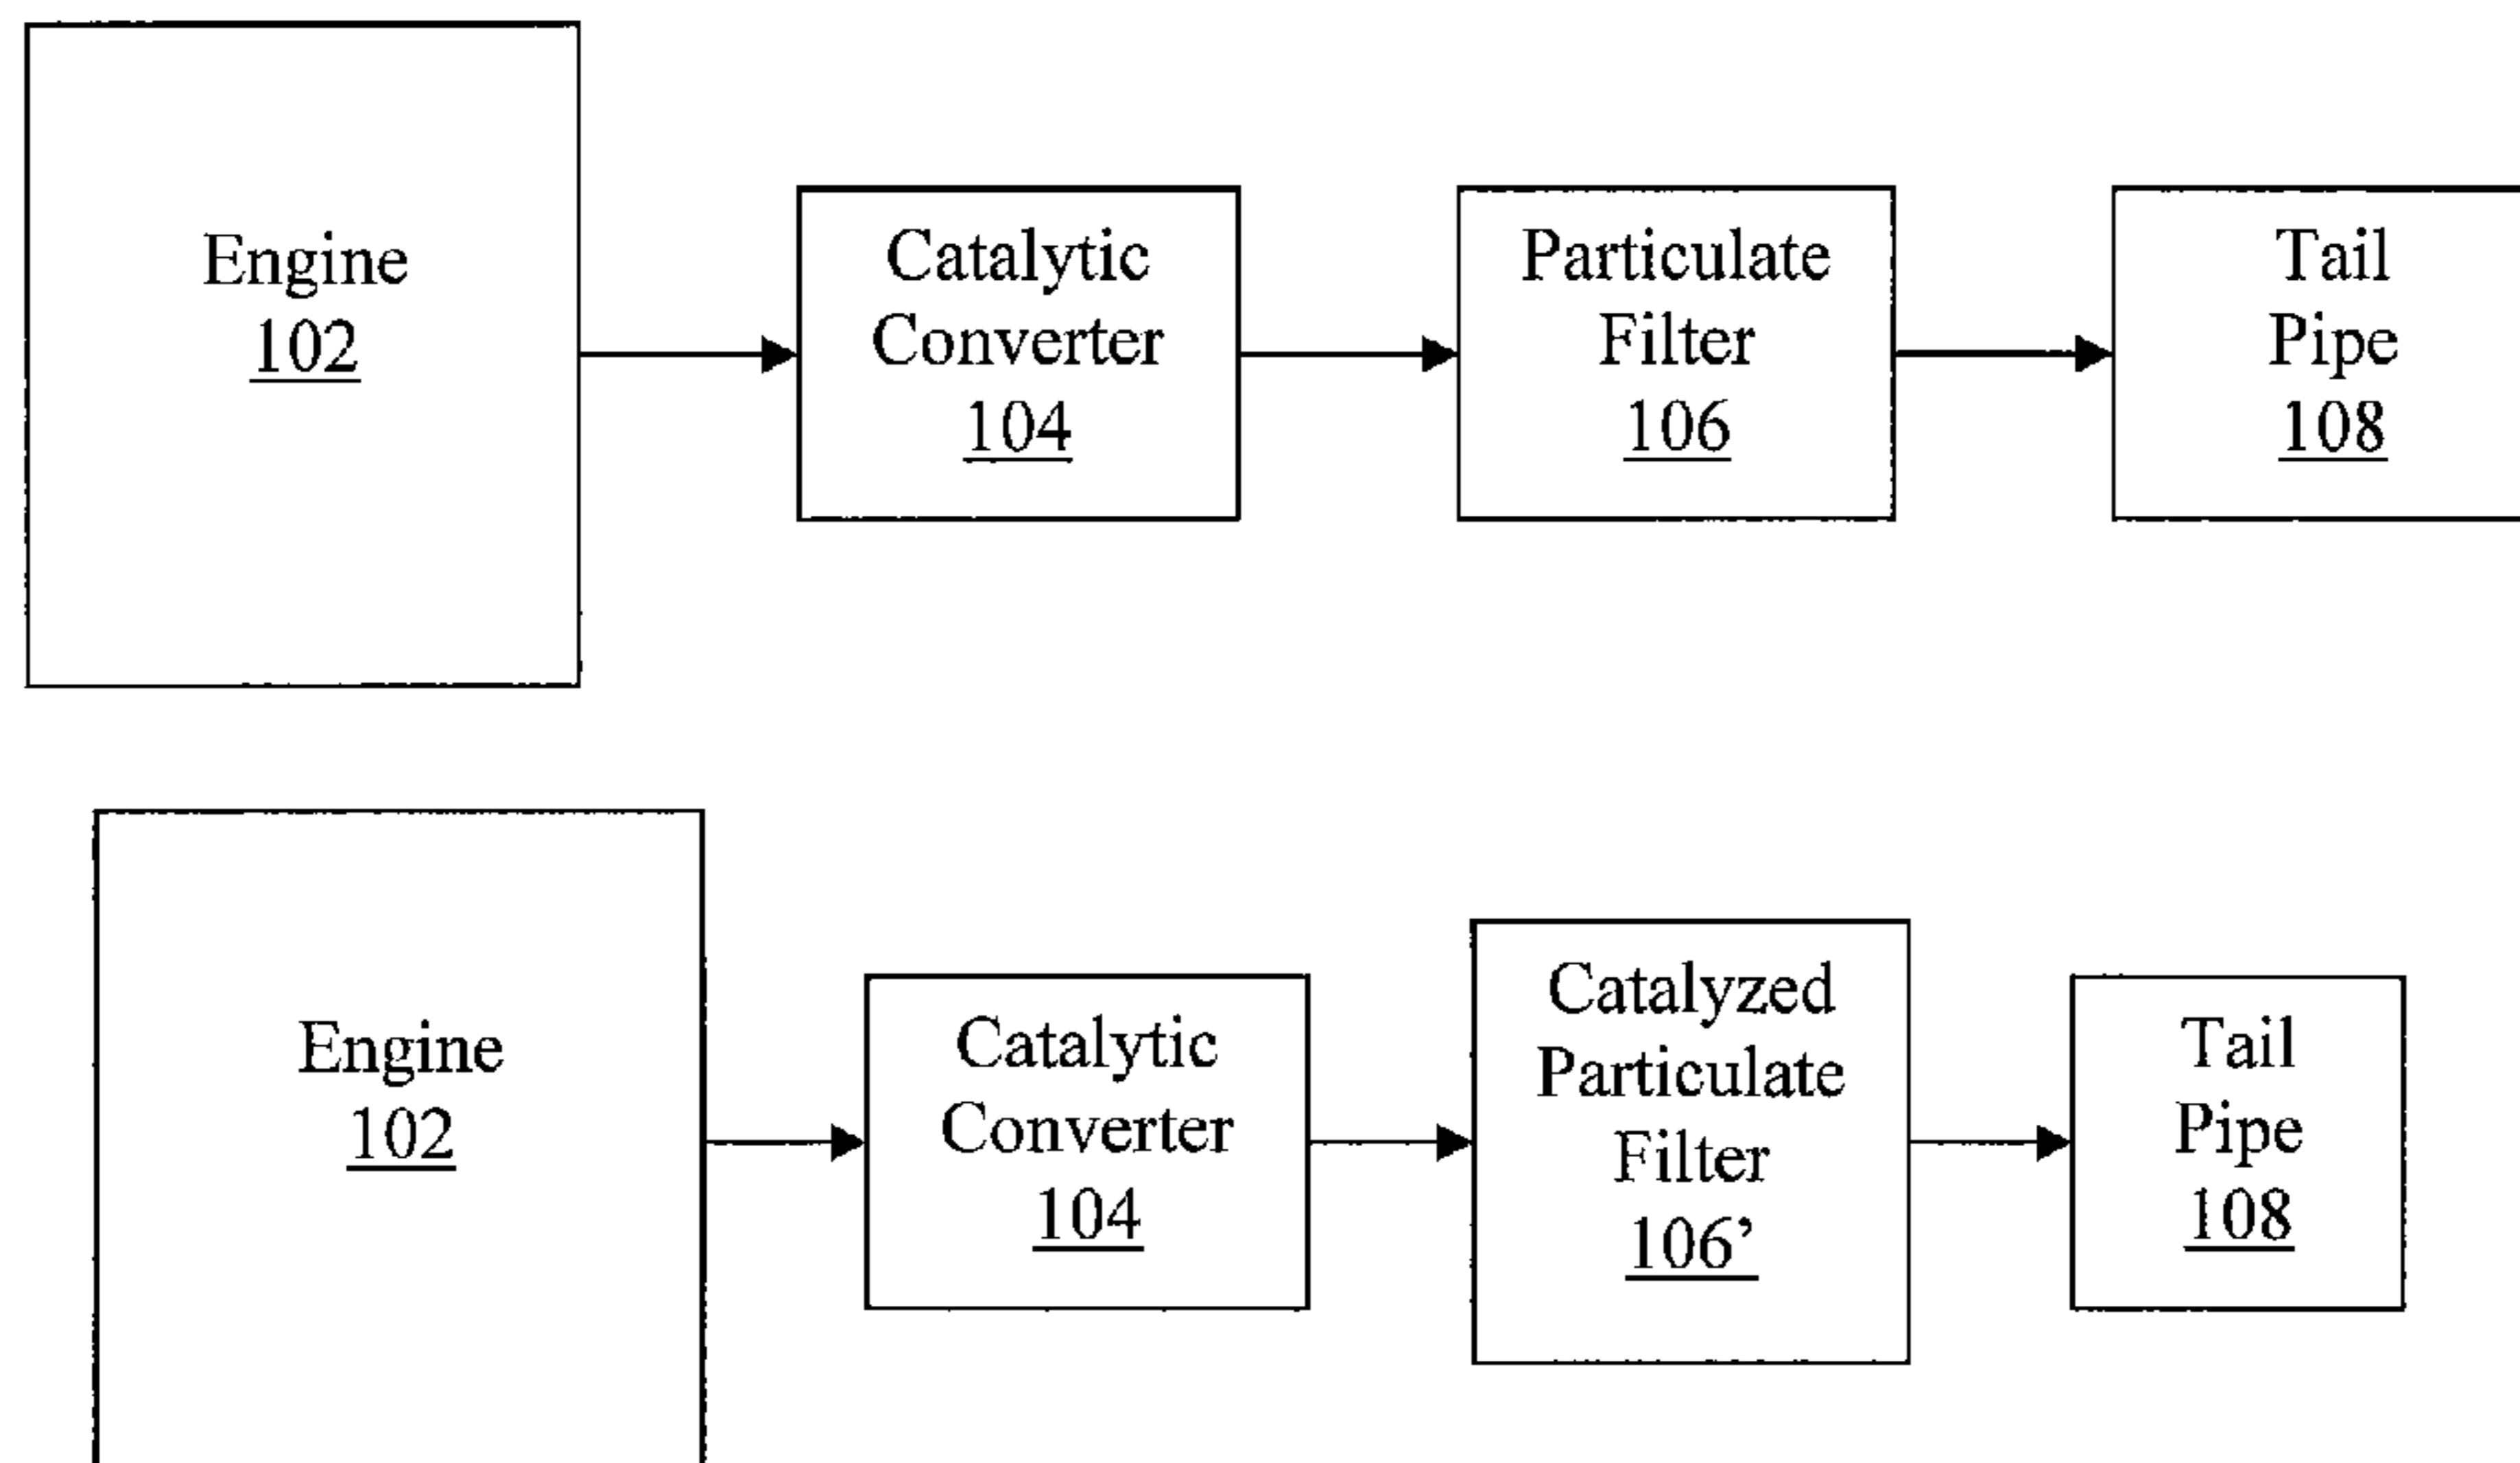 Engine
102
Catalytic
Converter
104
Particulate
Filter
106
Tail
Pipe
108
Engine
102
Catalytic
Converter
104
Catalyzed
Particulate
Filter
106’
Tail
Pipe
108